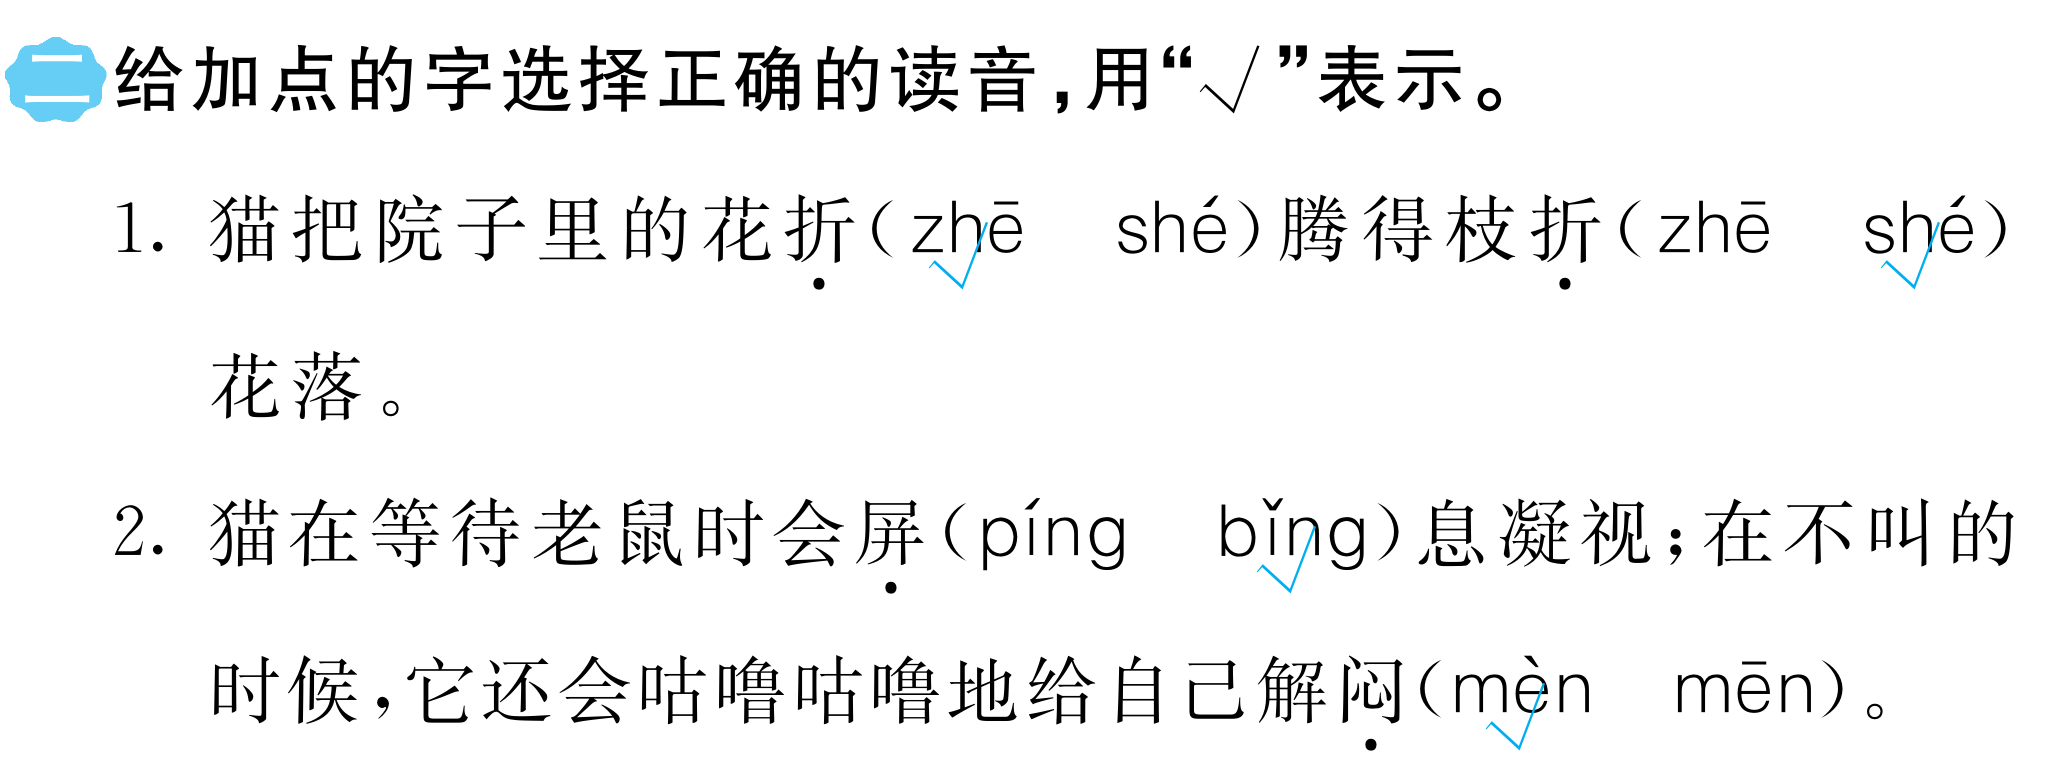 二 给加点的字选择正确的读音,用“√”表示。
1. 猫把院子里的花折(zhē√ shé)腾得枝折(zhē shé√)
花落。
2. 猫在等待老鼠时会屏(píng bǐng√)息凝视;在不叫的
时候,它还会咕噜咕噜地给自己解闷(mèn√ mēn)。